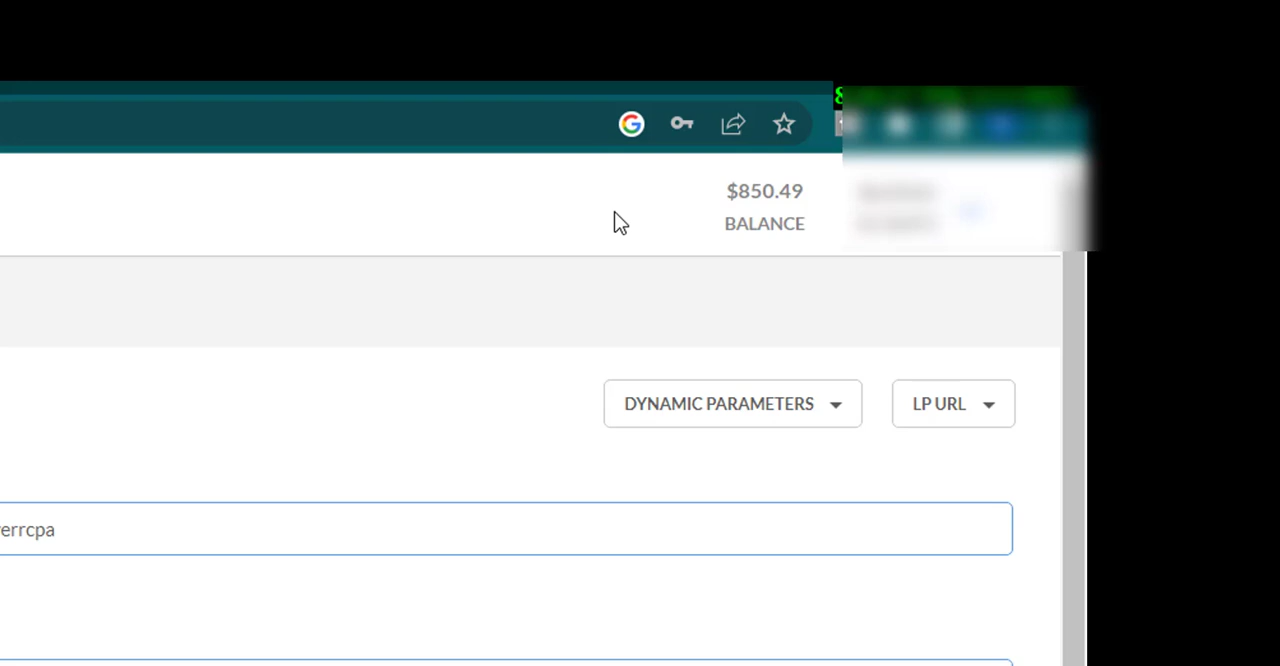 $850.49
BALANCE
DYNAMIC PARAMETERS
LP URL
errcpa